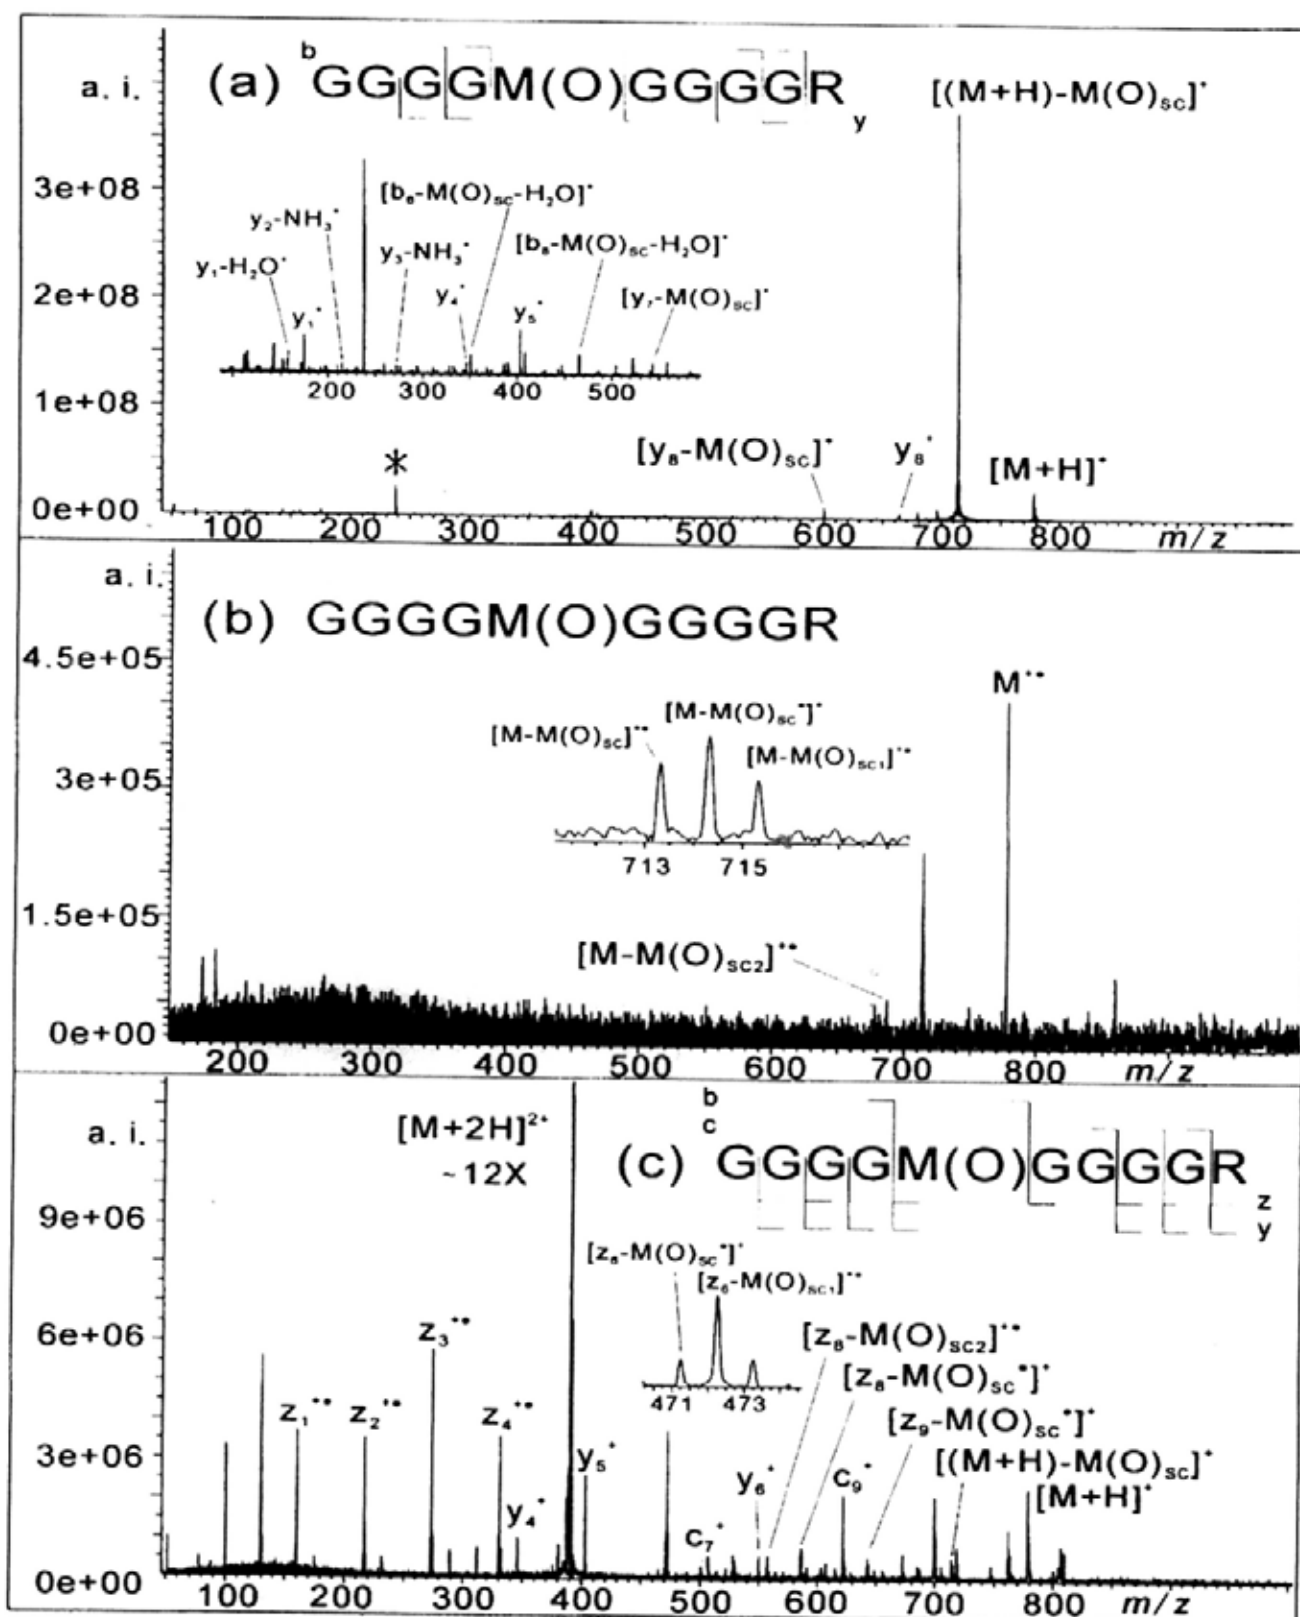 (a) b GGGGM(O)GGGGR y
a. i.
[(M+H)-M(O)sc]⁺
3e+08
[b₆-M(O)sc-H₂O]⁺
y₂-NH₃⁺
y₃-NH₃⁺
[b₈-M(O)sc-H₂O]⁺
y₁-H₂O⁺
2e+08
y₁⁺
y₄⁺
y₅⁺
[y₇-M(O)sc]⁺
200 300 400 500
1e+08
*
[y₈-M(O)sc]⁺
y₈⁺
[M+H]⁺
0e+00
100 200 300 400 500 600 700 800 m/z
a. i.
(b) GGGGM(O)GGGGR
4.5e+05
M⁺•
[M-M(O)sc]⁺•
[M-M(O)sc•]⁺
[M-M(O)sc1]⁺•
3e+05
713 715
1.5e+05
[M-M(O)sc2]⁺•
0e+00
200 300 400 500 600 700 800 m/z
a. i.
[M+2H]²⁺
~12X
(c) b c GGGGM(O)GGGGR z y
9e+06
[z₆-M(O)sc•]⁺
[z₆-M(O)sc1]⁺•
6e+06
z₃⁺•
[z₈-M(O)sc2]⁺•
471 473
[z₈-M(O)sc•]⁺
z₁⁺•
z₂⁺•
z₄⁺•
[z₉-M(O)sc•]⁺
3e+06
y₅⁺
y₆⁺
c₉⁺
[(M+H)-M(O)sc]⁺
[M+H]⁺
y₄⁺
c₇⁺
0e+00
100 200 300 400 500 600 700 800 m/z